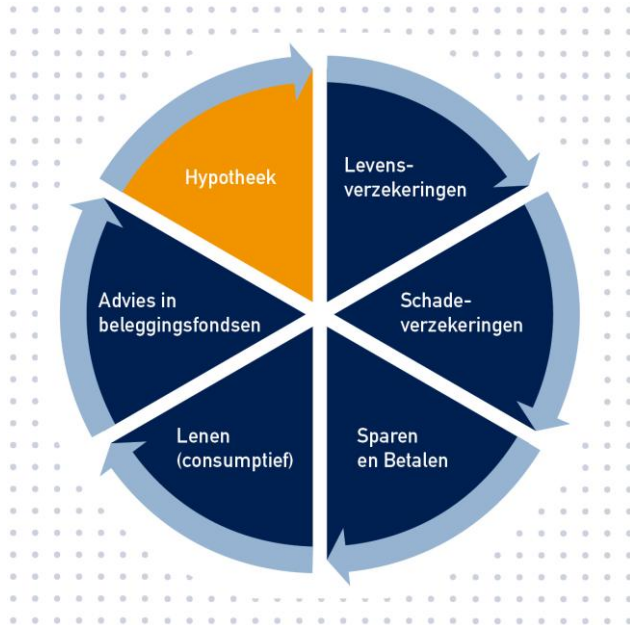 Hypotheek
Levens-
verzekeringen
Schade-
verzekeringen
Sparen
en Betalen
Lenen
(consumptief)
Advies in
beleggingsfondsen